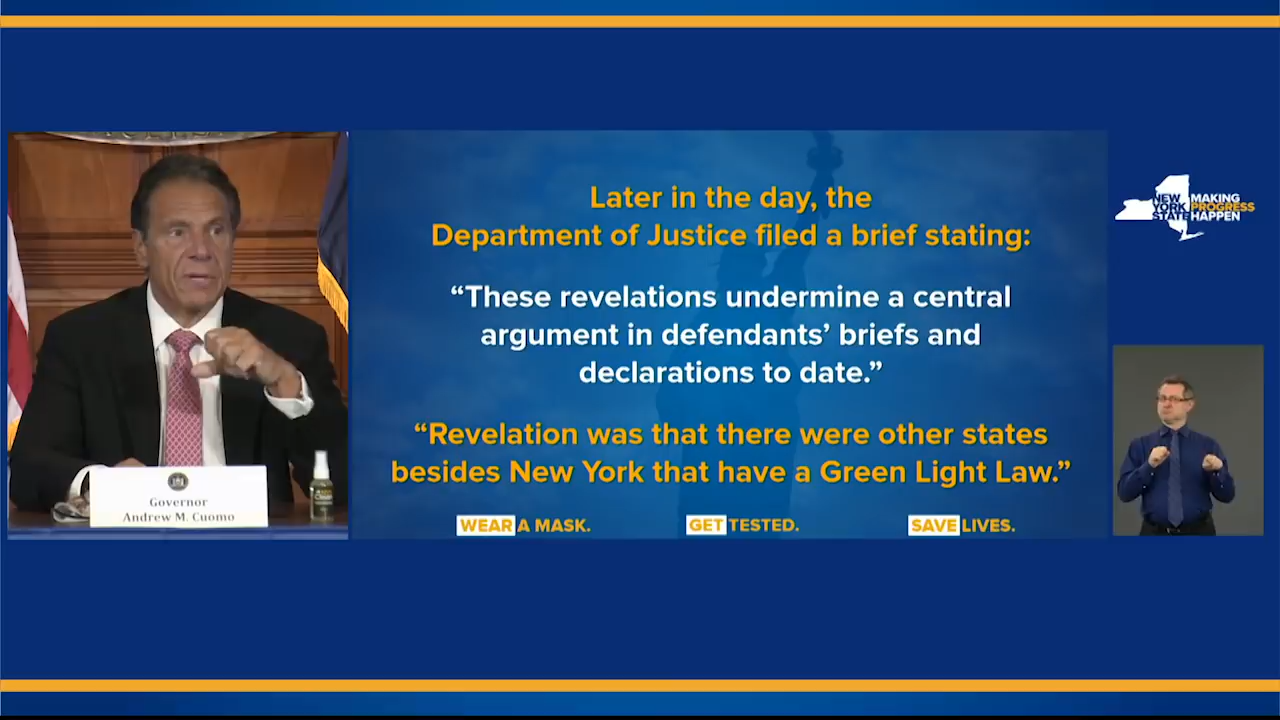 Later in the day, the
Department of Justice filed a brief stating:
“These revelations undermine a central
argument in defendants’ briefs and
declarations to date.”
“Revelation was that there were other states
besides New York that have a Green Light Law.”
WEAR A MASK.
GET TESTED.
SAVE LIVES.
Governor
Andrew M. Cuomo
NEW
YORK
STATE
MAKING
PROGRESS
HAPPEN